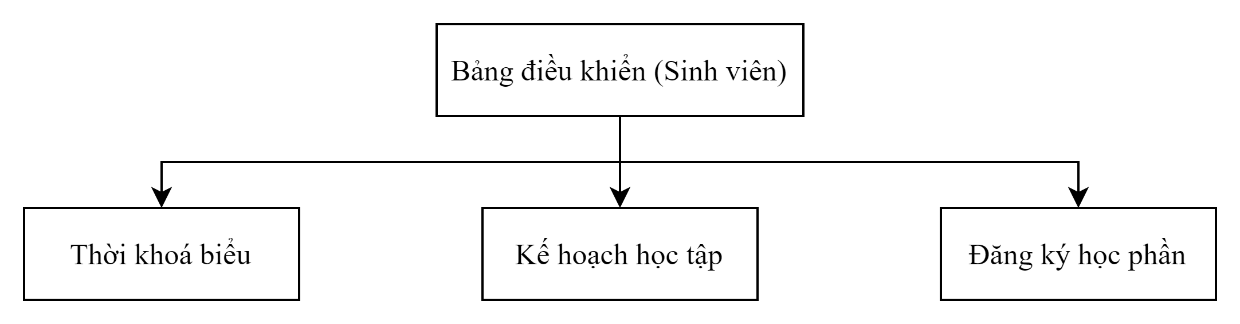 Bảng điều khiển (Sinh viên)
Thời khoá biểu
Kế hoạch học tập
Đăng ký học phần